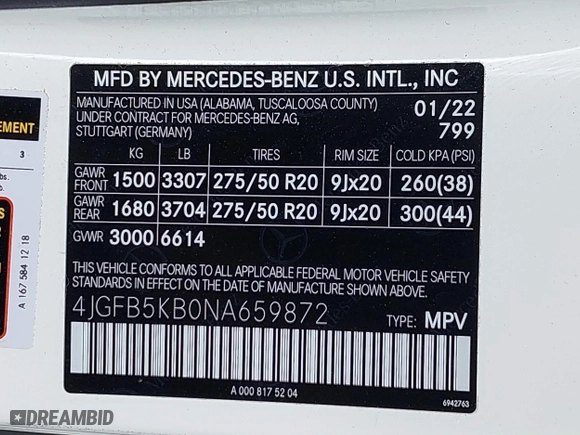 MFD BY MERCEDES-BENZ U.S. INTL., INC
MANUFACTURED IN USA (ALABAMA, TUSCALOOSA COUNTY) 01/22
UNDER CONTRACT FOR MERCEDES-BENZ AG,
STUTTGART (GERMANY) 799
KG LB TIRES RIM SIZE COLD KPA (PSI)
GAWR FRONT 1500 3307 275/50 R20 9Jx20 260(38)
GAWR REAR 1680 3704 275/50 R20 9Jx20 300(44)
GWR 3000 6614
THIS VEHICLE CONFORMS TO ALL APPLICABLE FEDERAL MOTOR VEHICLE SAFETY
STANDARDS IN EFFECT ON THE DATE OF MANUFACTURE SHOWN ABOVE.
4JGFB5KB0NA659872 TYPE: MPV
A 000 817 52 04
6942763
EMENT
3
bs.
A 167 584 12 18
DREAMBID